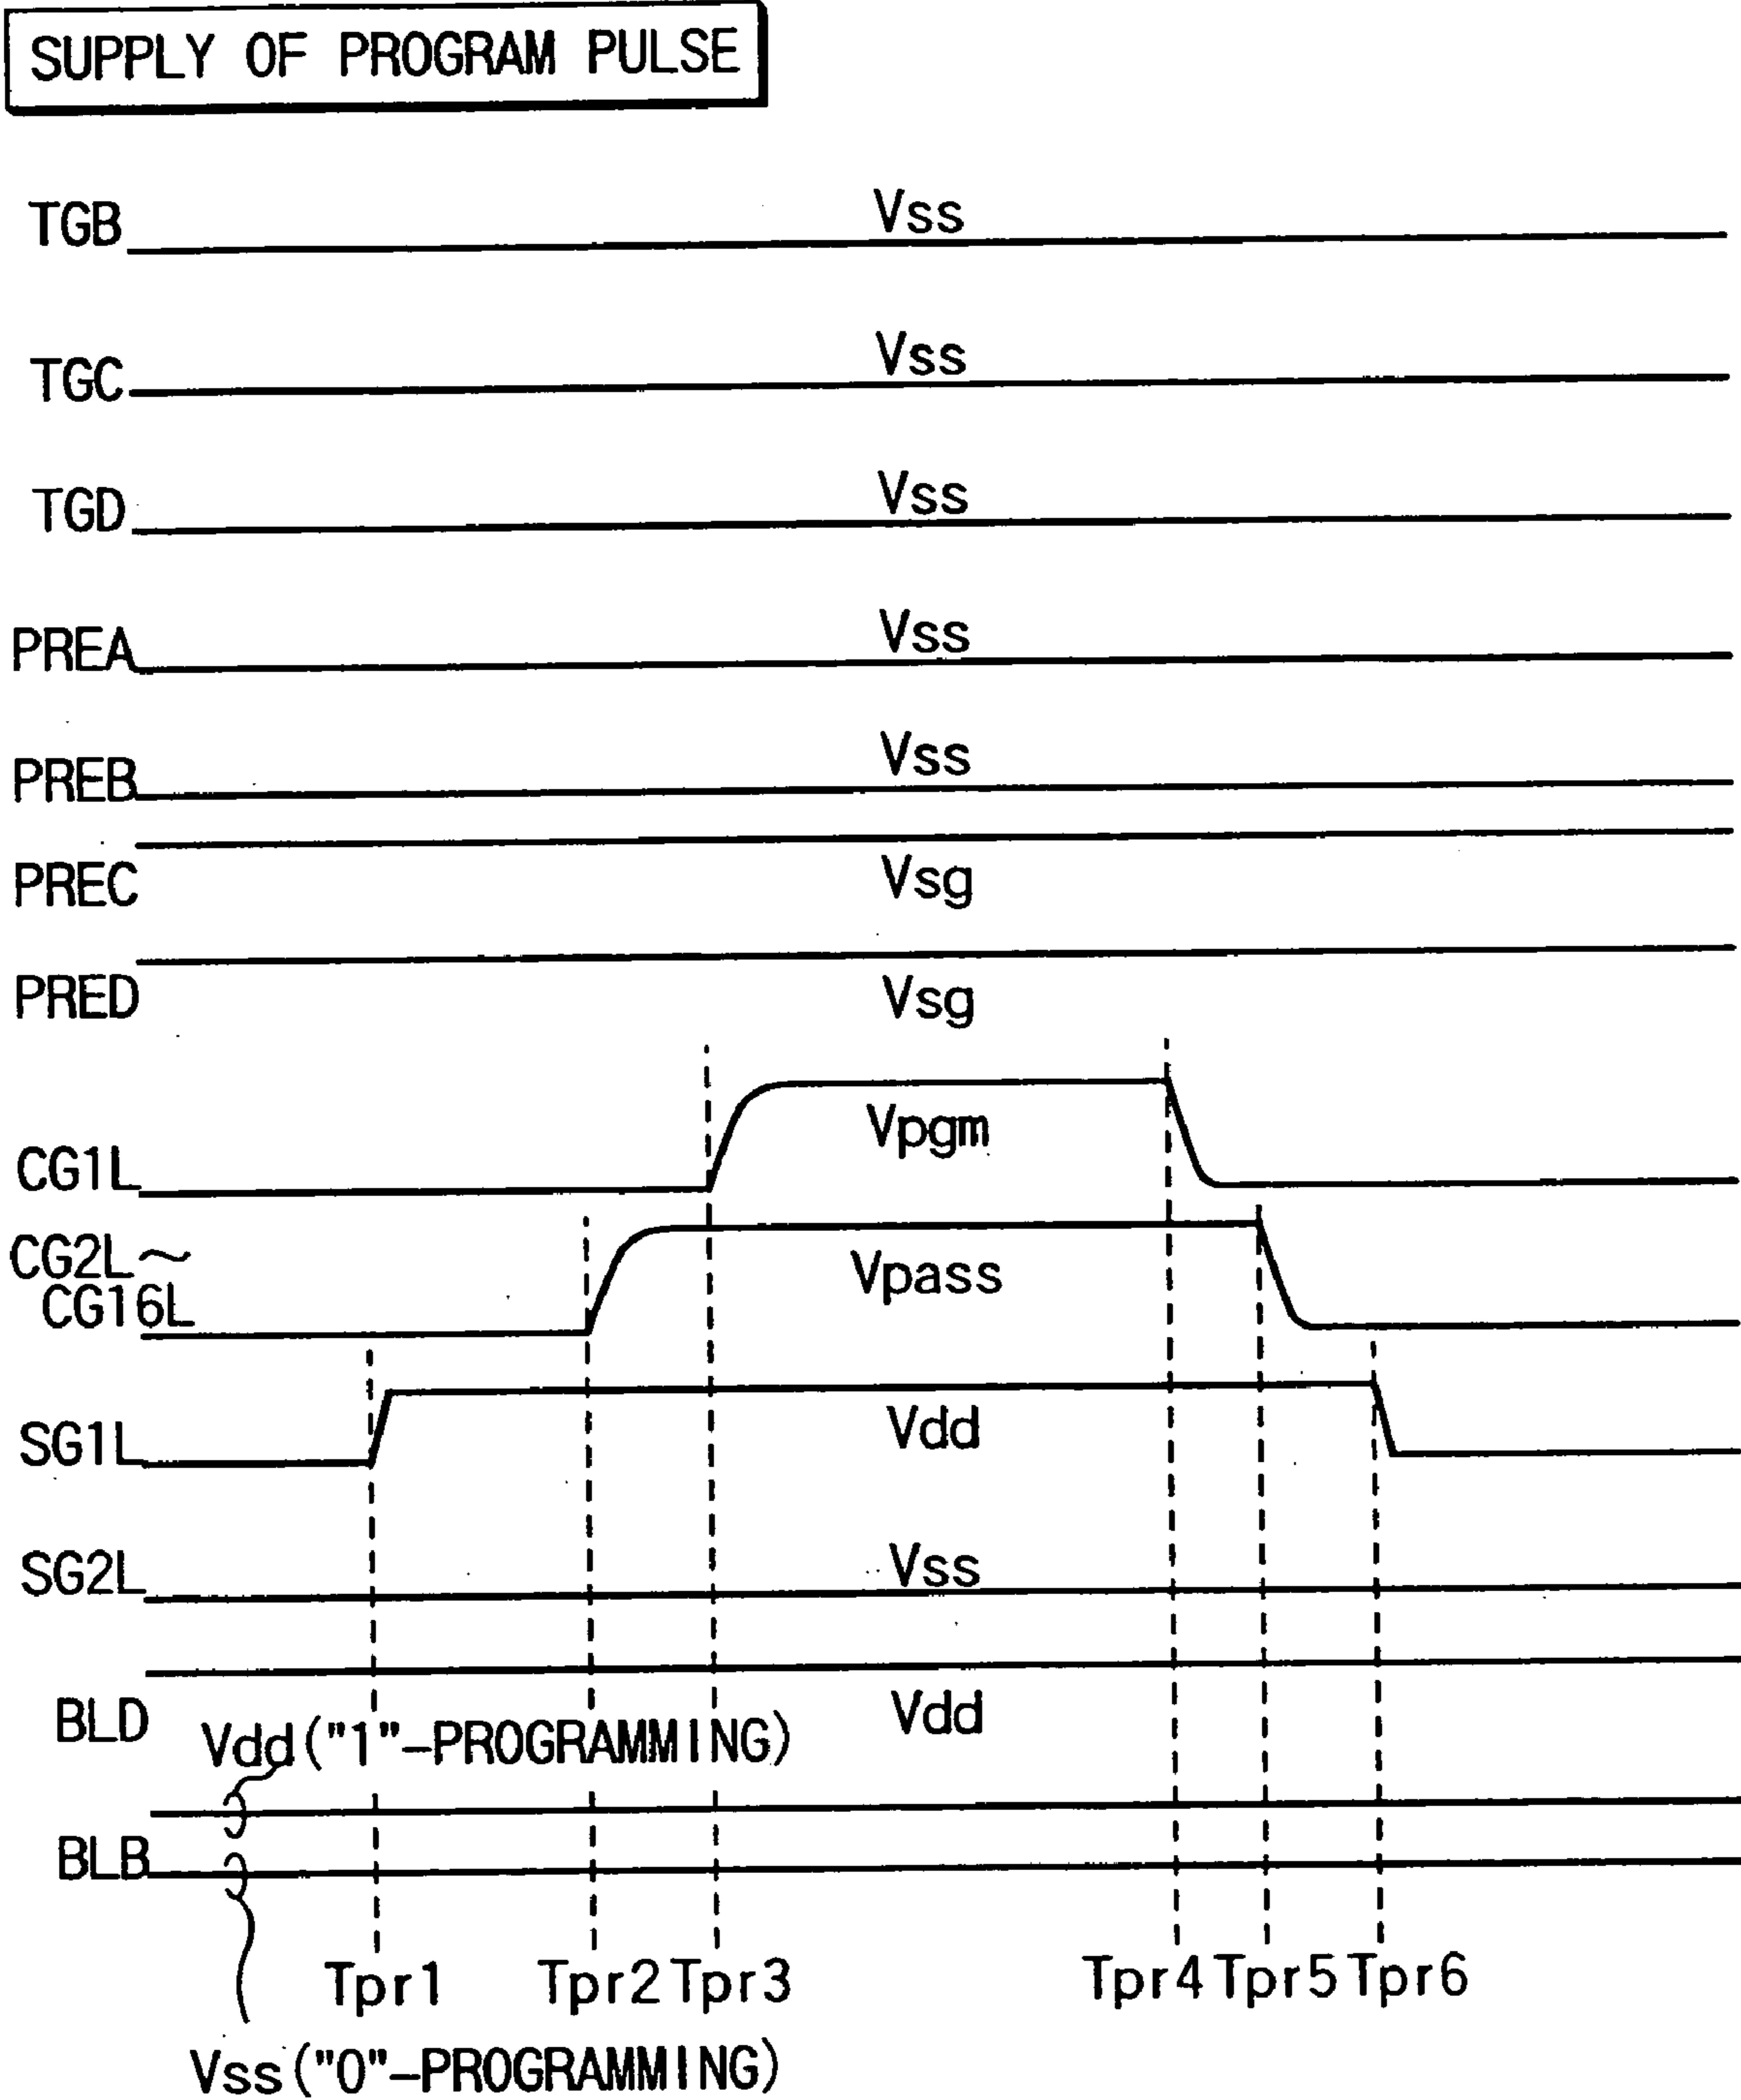 SUPPLY OF PROGRAM PULSE
TGB Vss
TGC Vss
TGD Vss
PREA Vss
PREB Vss
PREC Vsg
PRED Vsg
CG1L Vpgm
CG2L~
CG16L Vpass
SG1L Vdd
SG2L Vss
BLD Vdd
Vdd("1"-PROGRAMMING)
BLB
Tpr1 Tpr2 Tpr3 Tpr4 Tpr5 Tpr6
Vss("0"-PROGRAMMING)